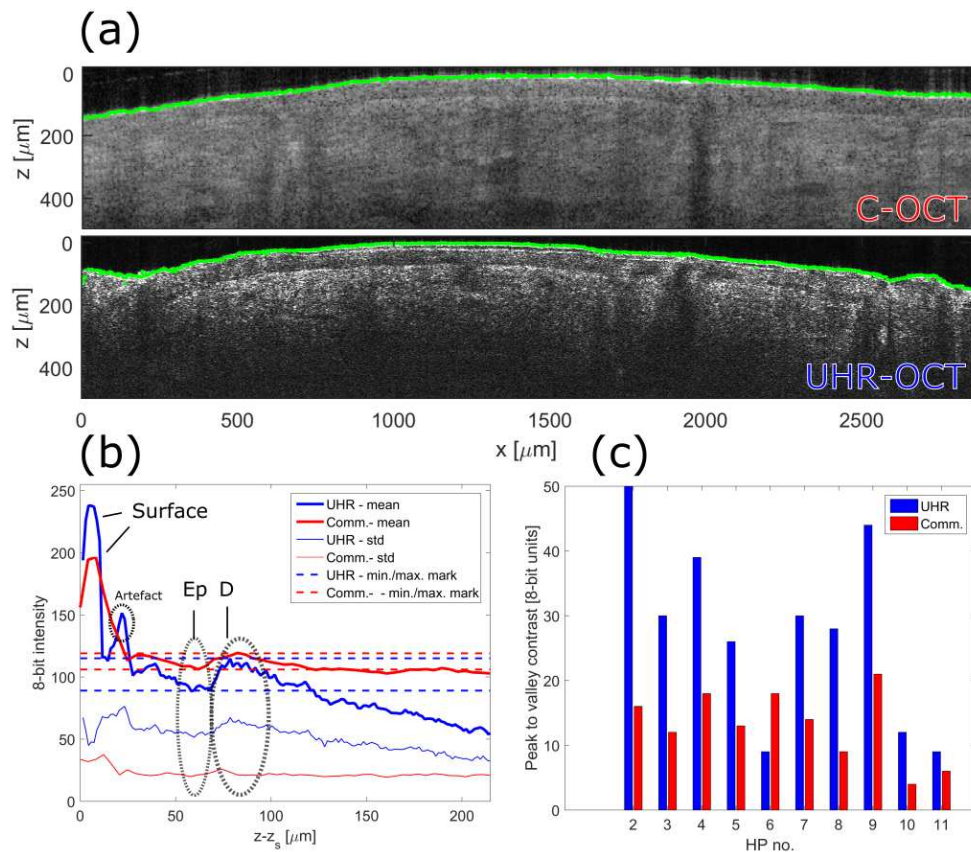 (a)
0
200
400
z [μm]
C-OCT
0
200
400
z [μm]
UHR-OCT
0 500 1000 1500 2000 2500
x [μm]
(b)
250
200
150
100
50
0
8-bit intensity
Surface
Artefact
Ep D
UHR - mean
Comm.- mean
UHR - std
Comm.- std
UHR - min./max. mark
Comm.- - min./max. mark
0 50 100 150 200
z-zs [μm]
(c)
50
40
30
20
10
0
Peak to valley contrast [8-bit units]
UHR
Comm.
2 3 4 5 6 7 8 9 10 11
HP no.